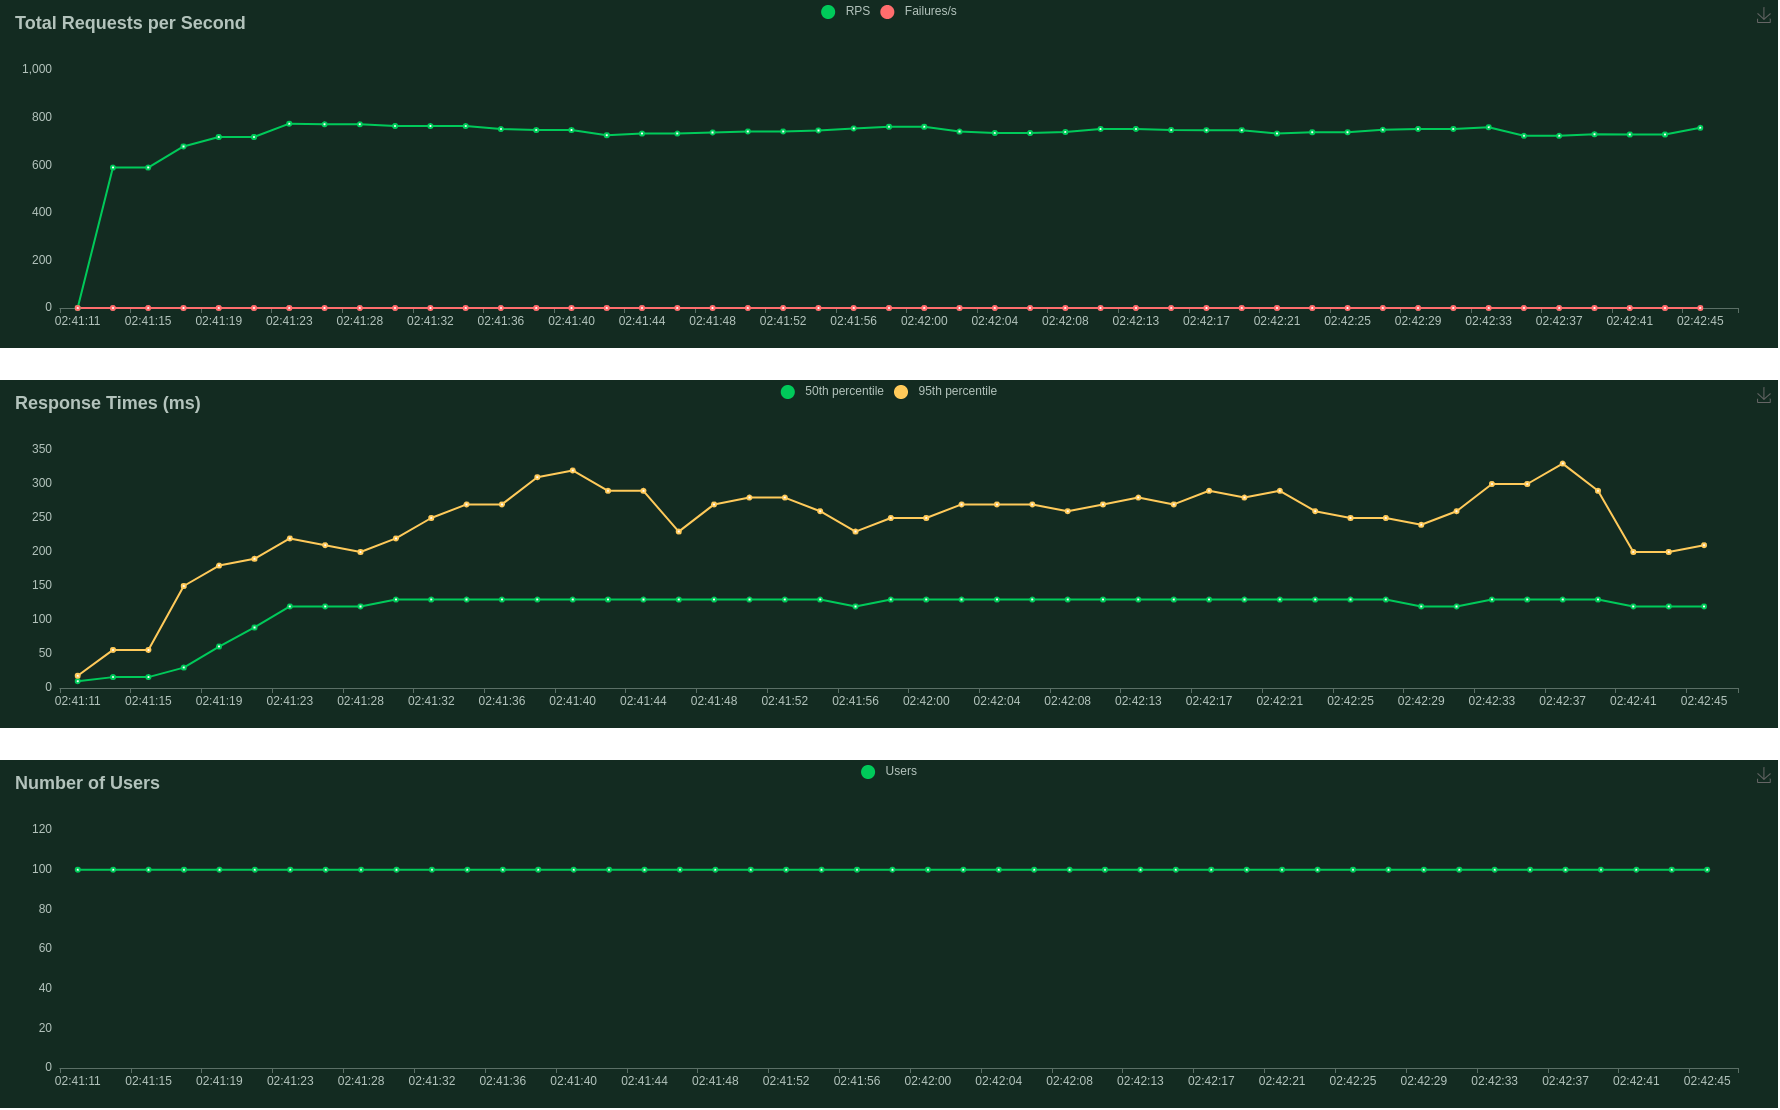 Total Requests per Second
RPS Failures/s
1,000
800
600
400
200
0
02:41:11 02:41:15 02:41:19 02:41:23 02:41:28 02:41:32 02:41:36 02:41:40 02:41:44 02:41:48 02:41:52 02:41:56 02:42:00 02:42:04 02:42:08 02:42:13 02:42:17 02:42:21 02:42:25 02:42:29 02:42:33 02:42:37 02:42:41 02:42:45
Response Times (ms)
50th percentile 95th percentile
350
300
250
200
150
100
50
0
02:41:11 02:41:15 02:41:19 02:41:23 02:41:28 02:41:32 02:41:36 02:41:40 02:41:44 02:41:48 02:41:52 02:41:56 02:42:00 02:42:04 02:42:08 02:42:13 02:42:17 02:42:21 02:42:25 02:42:29 02:42:33 02:42:37 02:42:41 02:42:45
Number of Users
Users
120
100
80
60
40
20
0
02:41:11 02:41:15 02:41:19 02:41:23 02:41:28 02:41:32 02:41:36 02:41:40 02:41:44 02:41:48 02:41:52 02:41:56 02:42:00 02:42:04 02:42:08 02:42:13 02:42:17 02:42:21 02:42:25 02:42:29 02:42:33 02:42:37 02:42:41 02:42:45